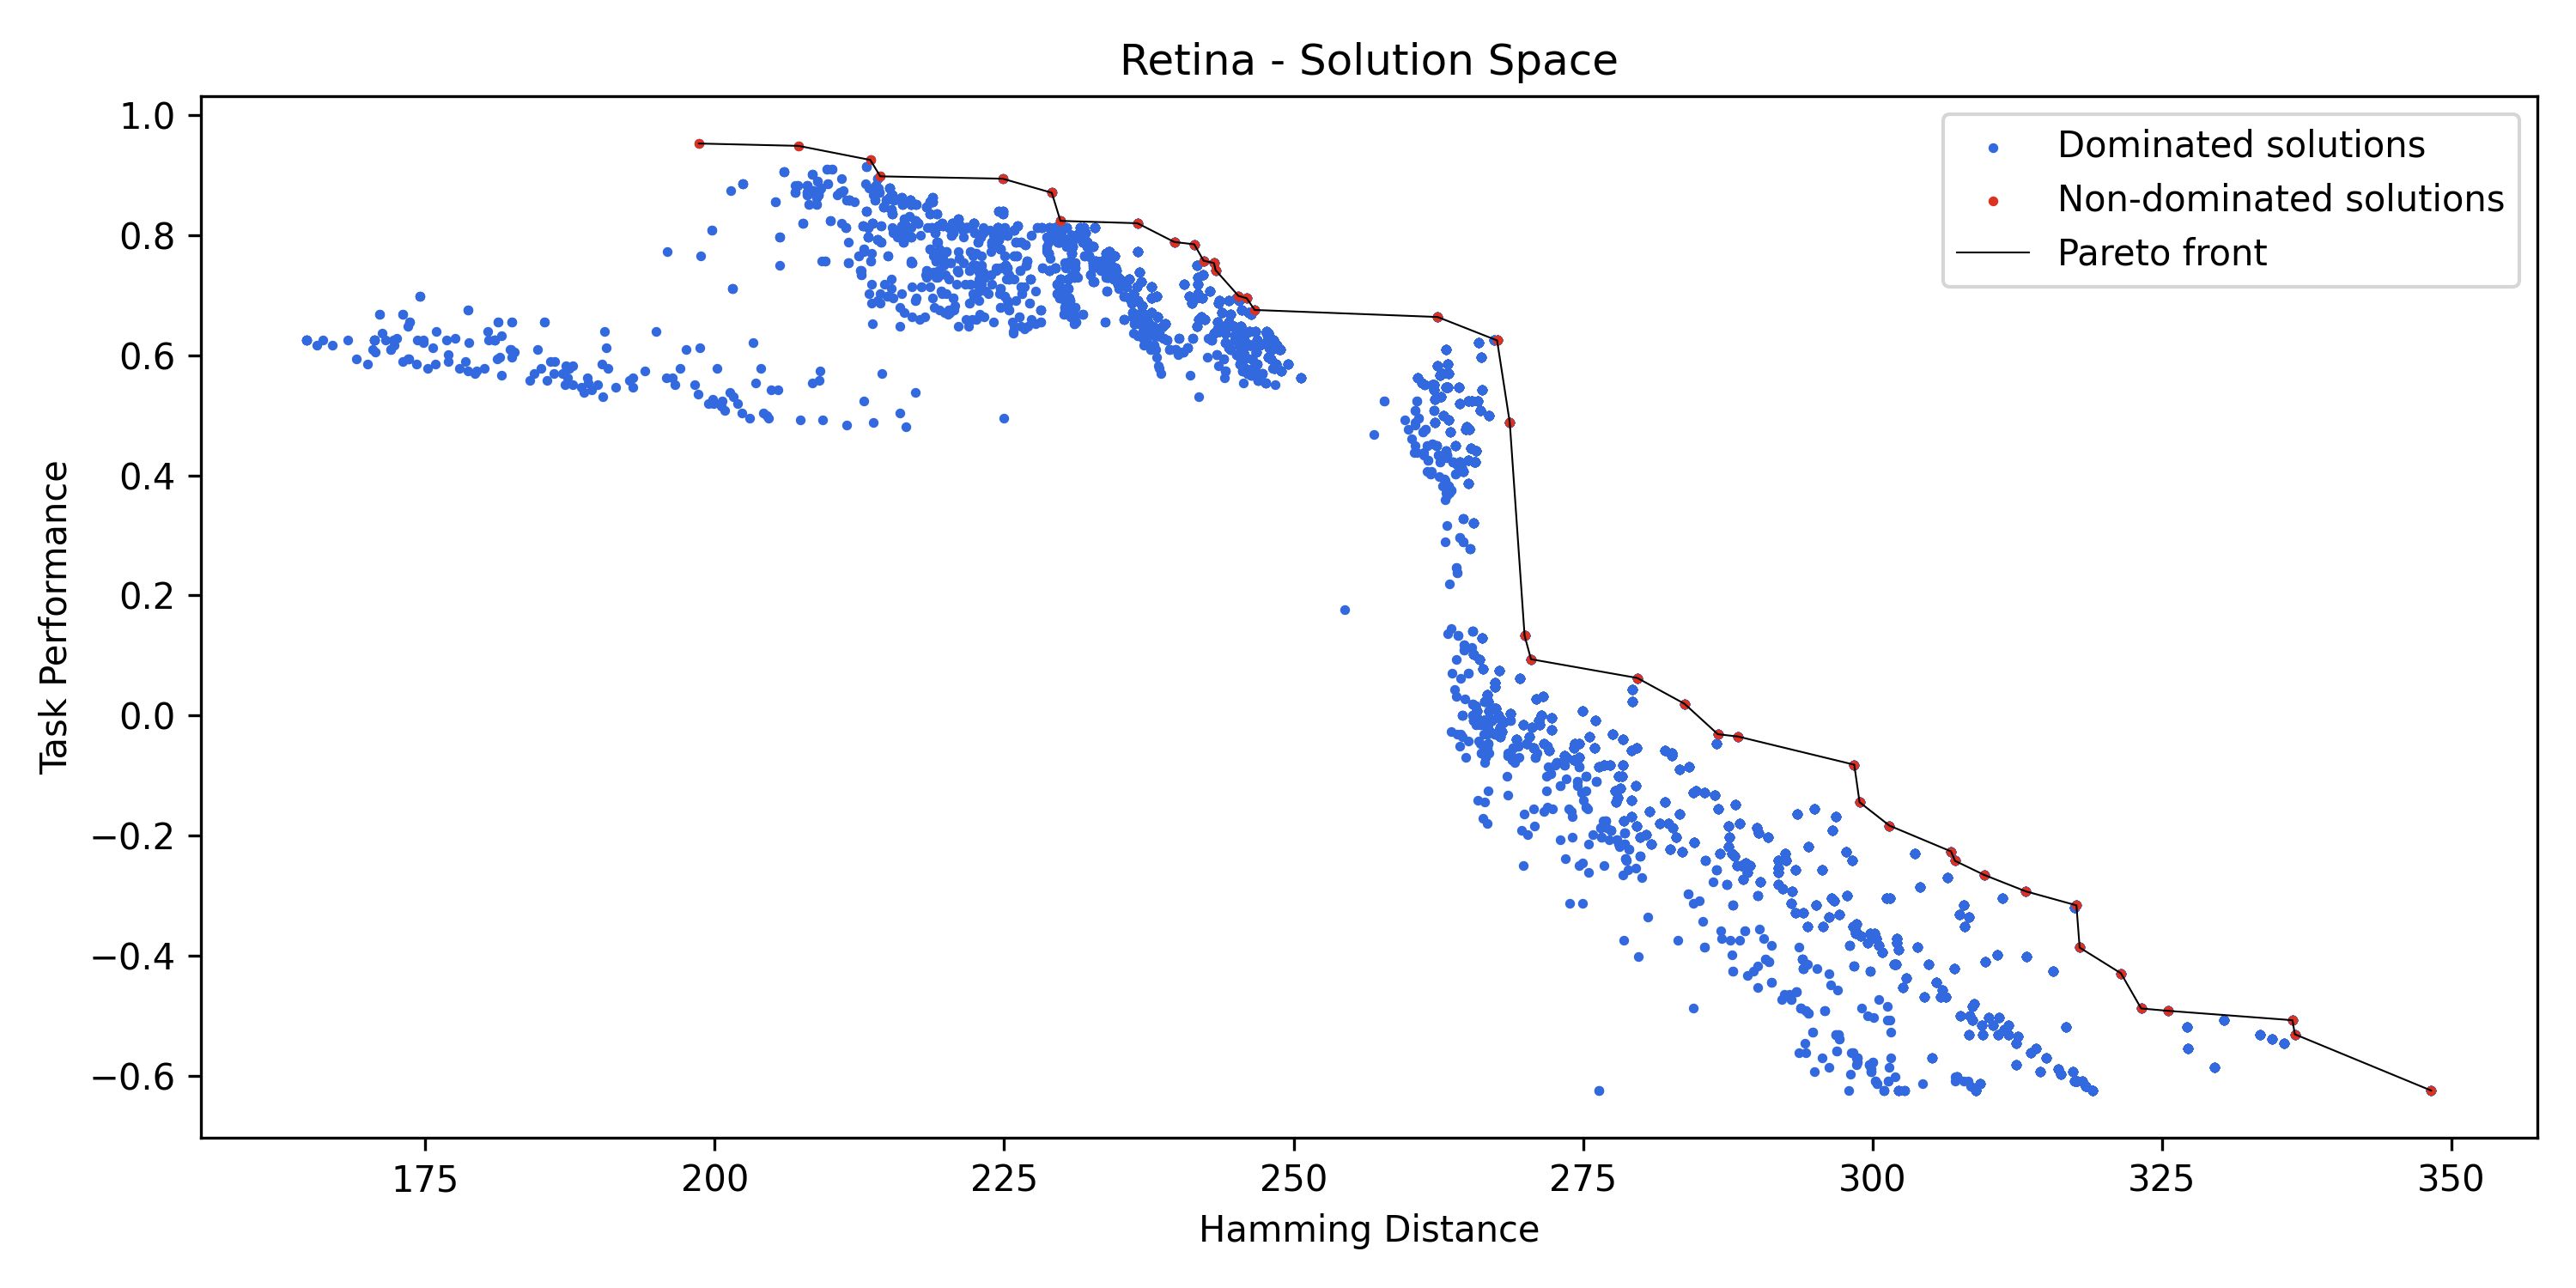 Retina - Solution Space
Dominated solutions
Non-dominated solutions
Pareto front
Task Performance
1.0
0.8
0.6
0.4
0.2
0.0
−0.2
−0.4
−0.6
175 200 225 250 275 300 325 350
Hamming Distance